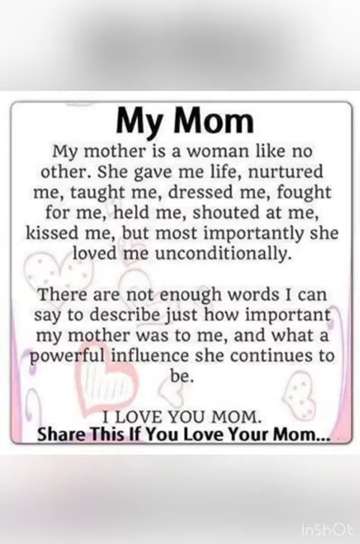 My Mom
My mother is a woman like no
other. She gave me life, nurtured
me, taught me, dressed me, fought
for me, held me, shouted at me,
kissed me, but most importantly she
loved me unconditionally.
There are not enough words I can
say to describe just how important
my mother was to me, and what a
powerful influence she continues to
be.
I LOVE YOU MOM.
Share This If You Love Your Mom...
InShOt